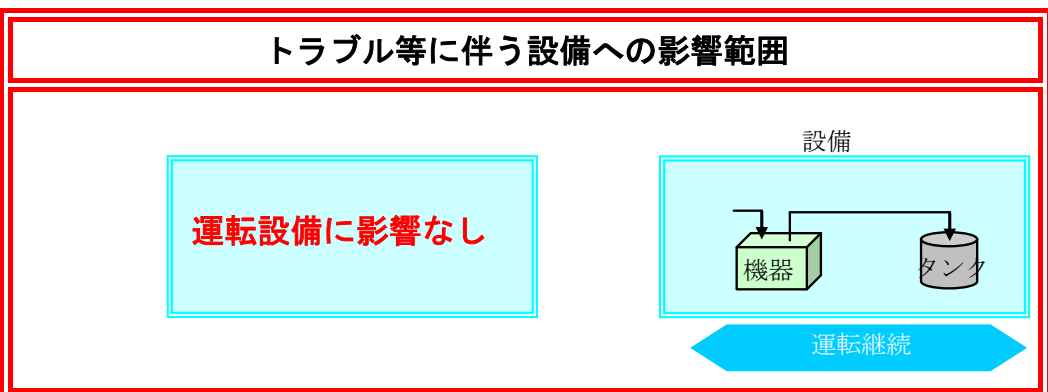 トラブル等に伴う設備への影響範囲
運転設備に影響なし
設備
機器
タンク
運転継続